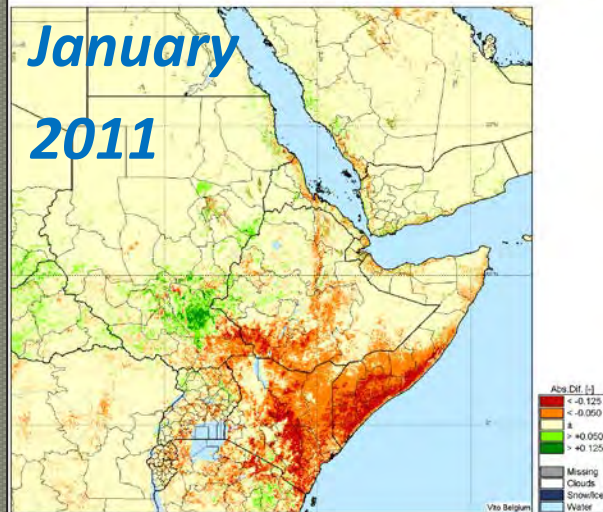 January
2011
Abs.Dif. [-]
< -0.125
< -0.050
±
> +0.050
> +0.125
Missing
Clouds
Snow/Ice
Water
0°
Vito Belgium